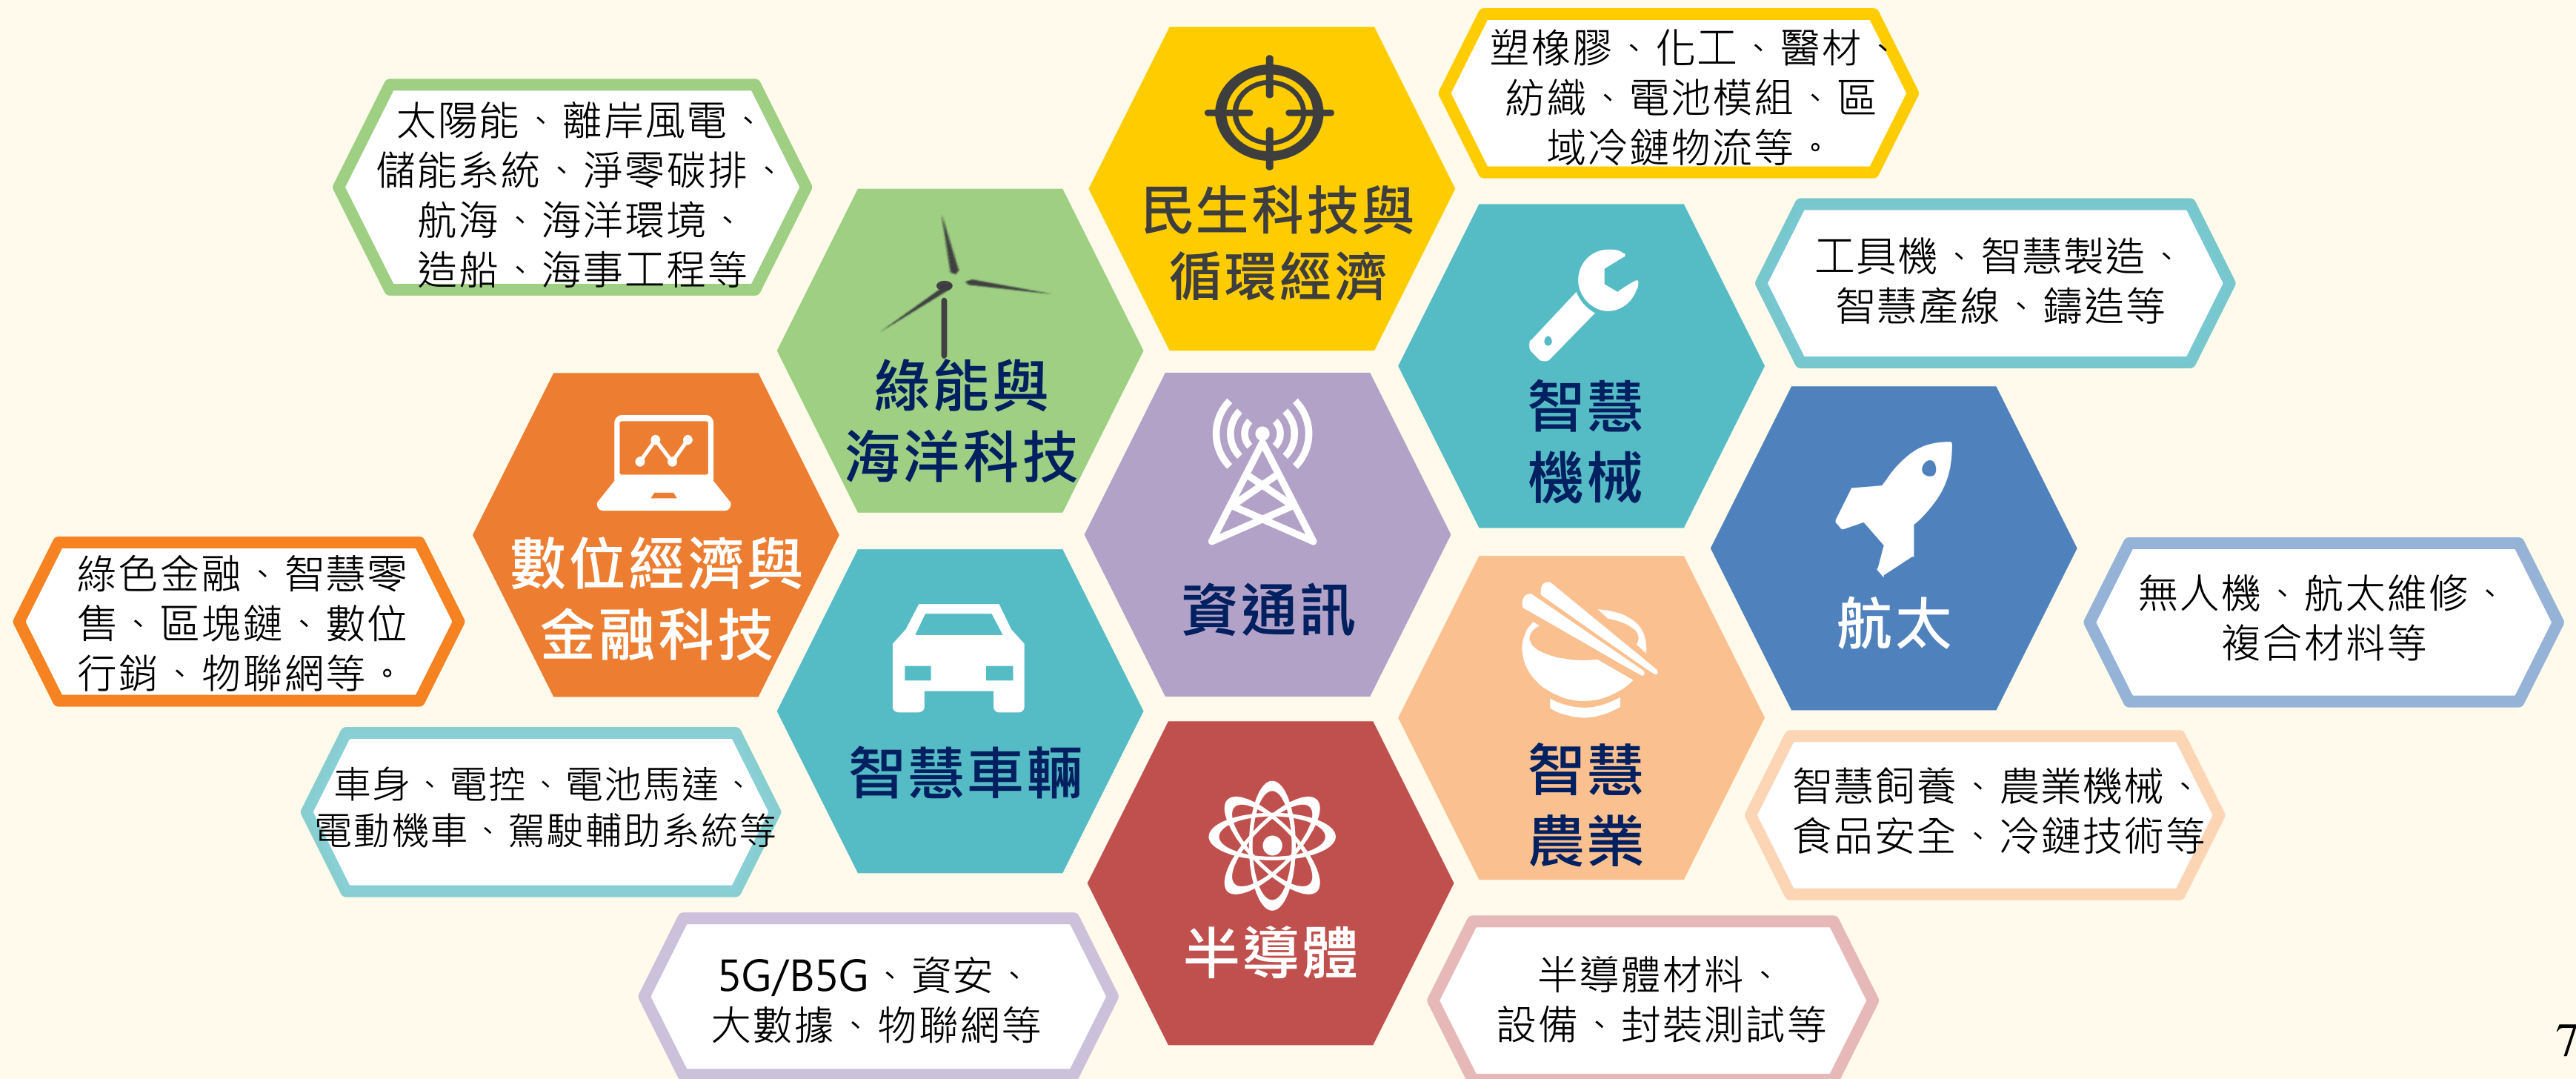 民生科技與
循環經濟
塑橡膠、化工、醫材、
紡織、電池模組、區
域冷鏈物流等。
太陽能、離岸風電、
儲能系統、淨零碳排、
航海、海洋環境、
造船、海事工程等
綠能與
海洋科技
智慧
機械
工具機、智慧製造、
智慧產線、鑄造等
數位經濟與
金融科技
綠色金融、智慧零
售、區塊鏈、數位
行銷、物聯網等。
資通訊
航太
無人機、航太維修、
複合材料等
智慧車輛
車身、電控、電池馬達、
電動機車、駕駛輔助系統等
智慧
農業
智慧飼養、農業機械、
食品安全、冷鏈技術等
半導體
5G/B5G、資安、
大數據、物聯網等
半導體材料、
設備、封裝測試等
7